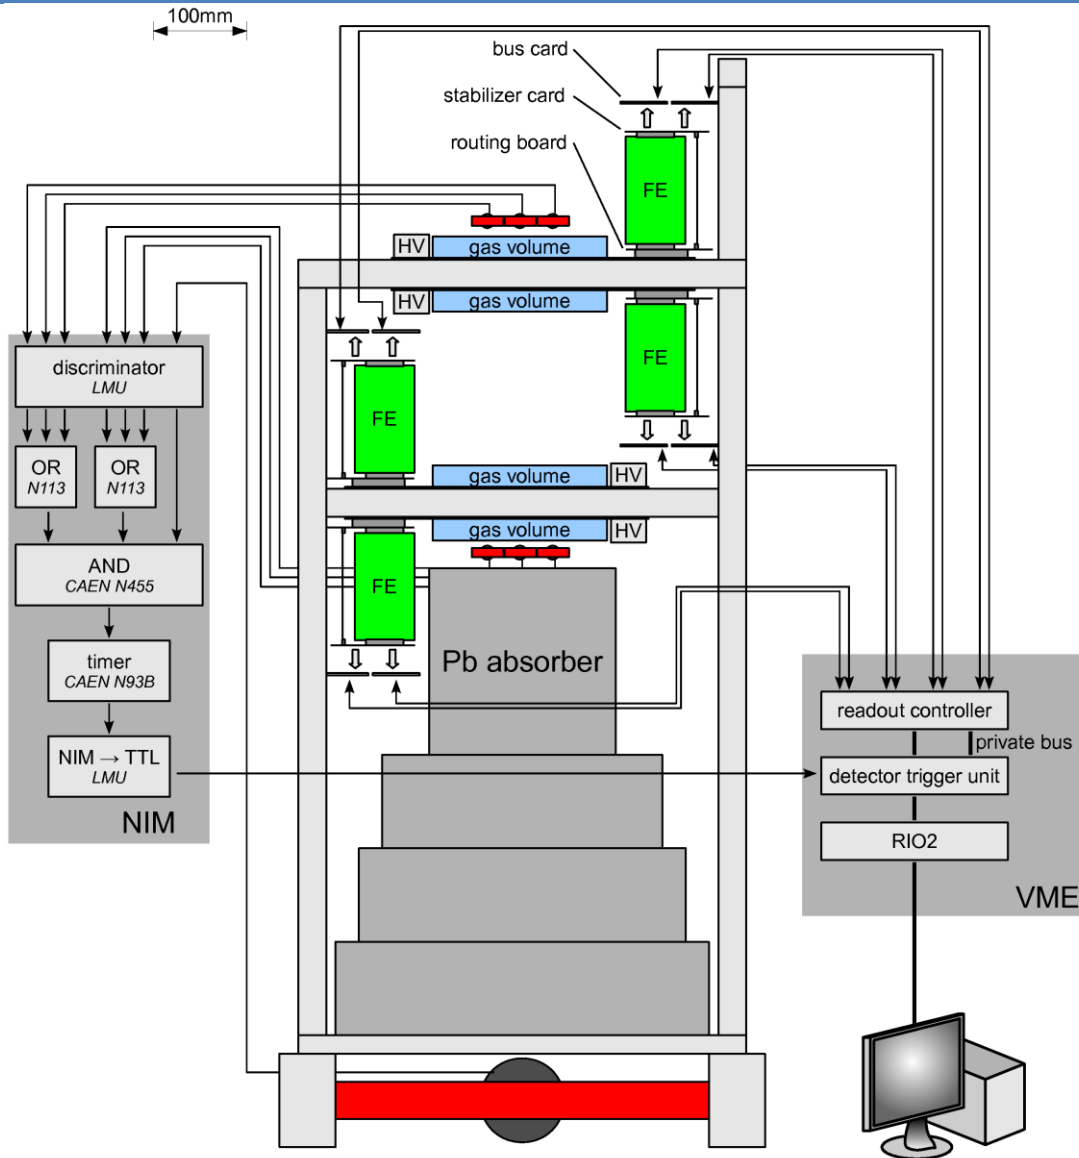 100mm
bus card
stabilizer card
routing board
FE
HV
gas volume
HV
gas volume
FE
discriminator
LMU
FE
OR
N113
OR
N113
gas volume
HV
gas volume
HV
AND
CAEN N455
FE
timer
CAEN N93B
Pb absorber
readout controller
private bus
NIM → TTL
LMU
detector trigger unit
NIM
RIO2
VME